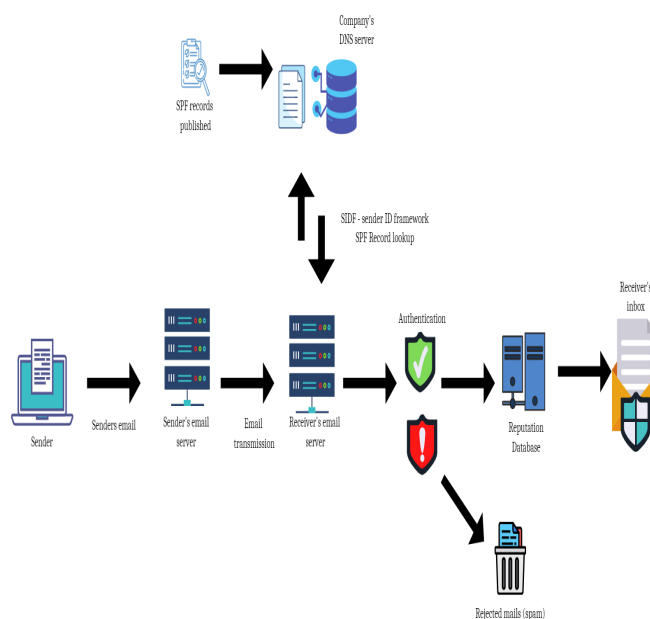 Company's
DNS server
SPF records
published
SIDF - sender ID framework
SPF Record lookup
Receiver's
inbox
Authentication
Sender
Senders email
Sender's email
server
Email
transmission
Receiver's email
server
Reputation
Database
Rejected mails (spam)